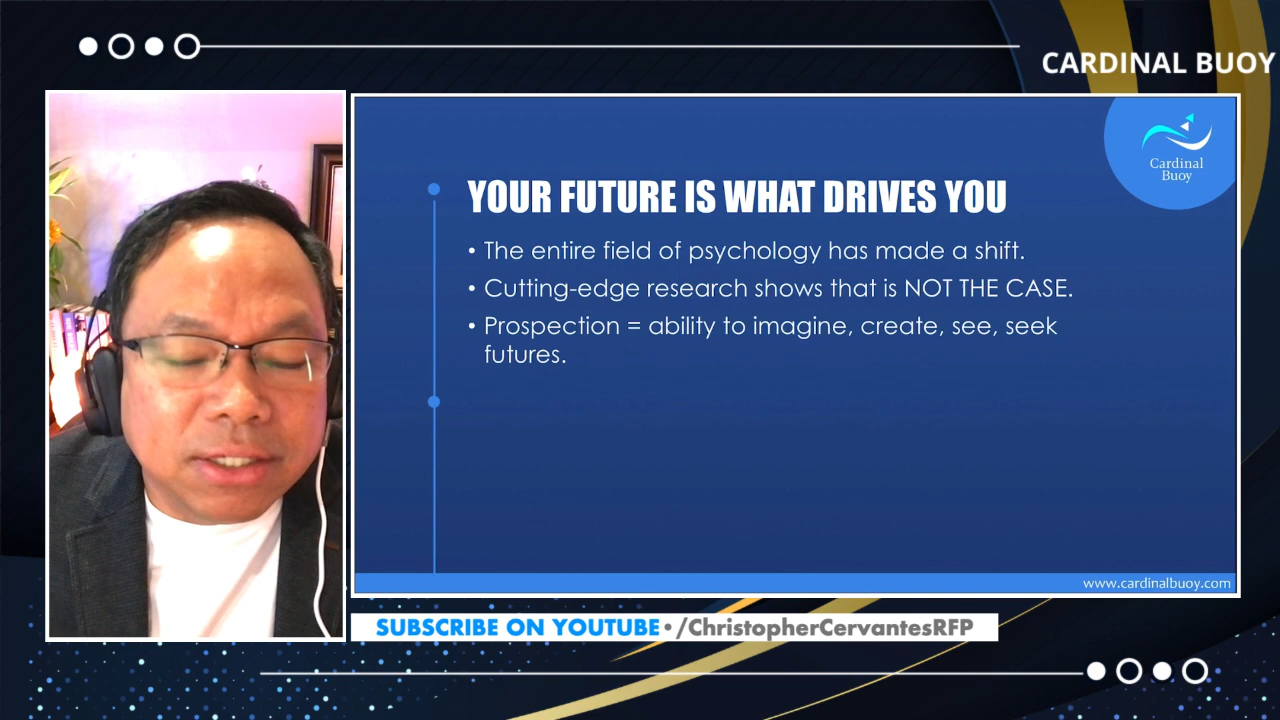 CARDINAL BUOY
Cardinal
Buoy
YOUR FUTURE IS WHAT DRIVES YOU
• The entire field of psychology has made a shift.
• Cutting-edge research shows that is NOT THE CASE.
• Prospection = ability to imagine, create, see, seek
futures.
www.cardinalbuoy.com
SUBSCRIBE ON YOUTUBE • /ChristopherCervantesRFP